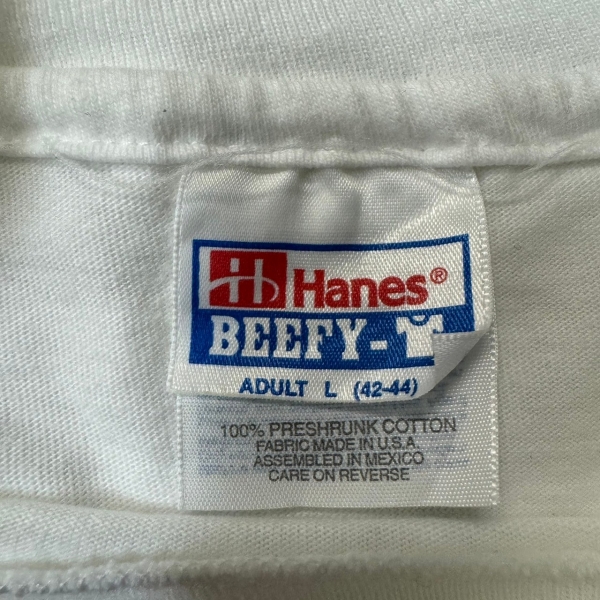 Hanes®
BEEFY-T
ADULT L (42-44)
100% PRESHRUNK COTTON
FABRIC MADE IN U.S.A
ASSEMBLED IN MEXICO
CARE ON REVERSE